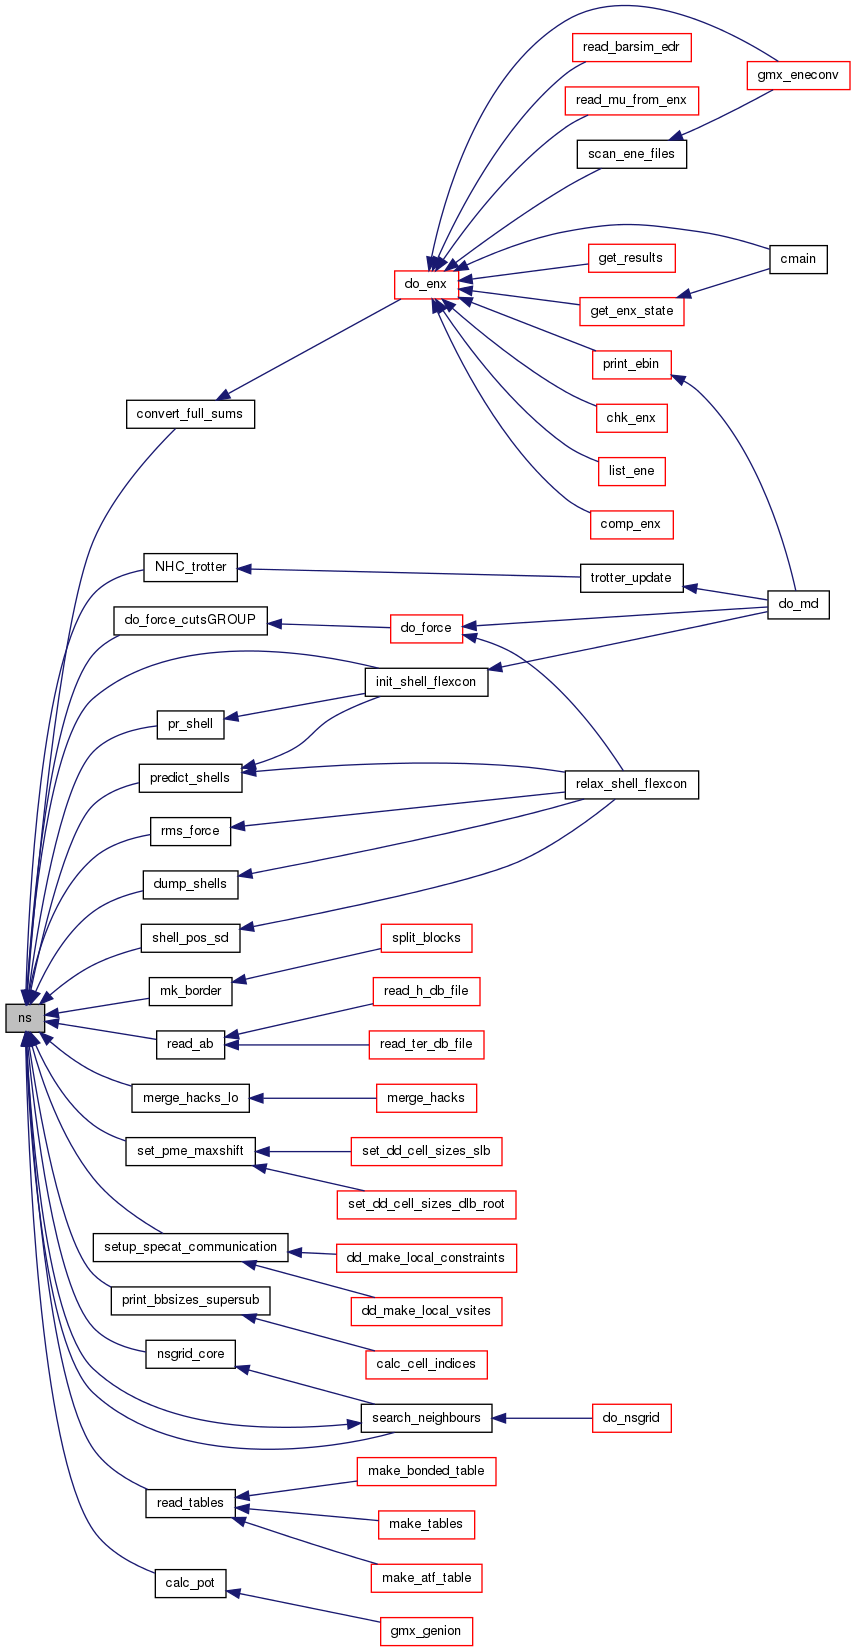 read_barsim_edr
gmx_eneconv
read_mu_from_enx
scan_ene_files
get_results
cmain
do_enx
get_enx_state
print_ebin
convert_full_sums
chk_enx
list_ene
comp_enx
NHC_trotter
trotter_update
do_md
do_force_cutsGROUP
do_force
init_shell_flexcon
pr_shell
predict_shells
relax_shell_flexcon
rms_force
dump_shells
shell_pos_sd
split_blocks
mk_border
read_h_db_file
ns
read_ab
read_ter_db_file
merge_hacks_lo
merge_hacks
set_pme_maxshift
set_dd_cell_sizes_slb
set_dd_cell_sizes_dlb_root
setup_specat_communication
dd_make_local_constraints
print_bbsizes_supersub
dd_make_local_vsites
nsgrid_core
calc_cell_indices
search_neighbours
do_nsgrid
make_bonded_table
read_tables
make_tables
make_atf_table
calc_pot
gmx_genion